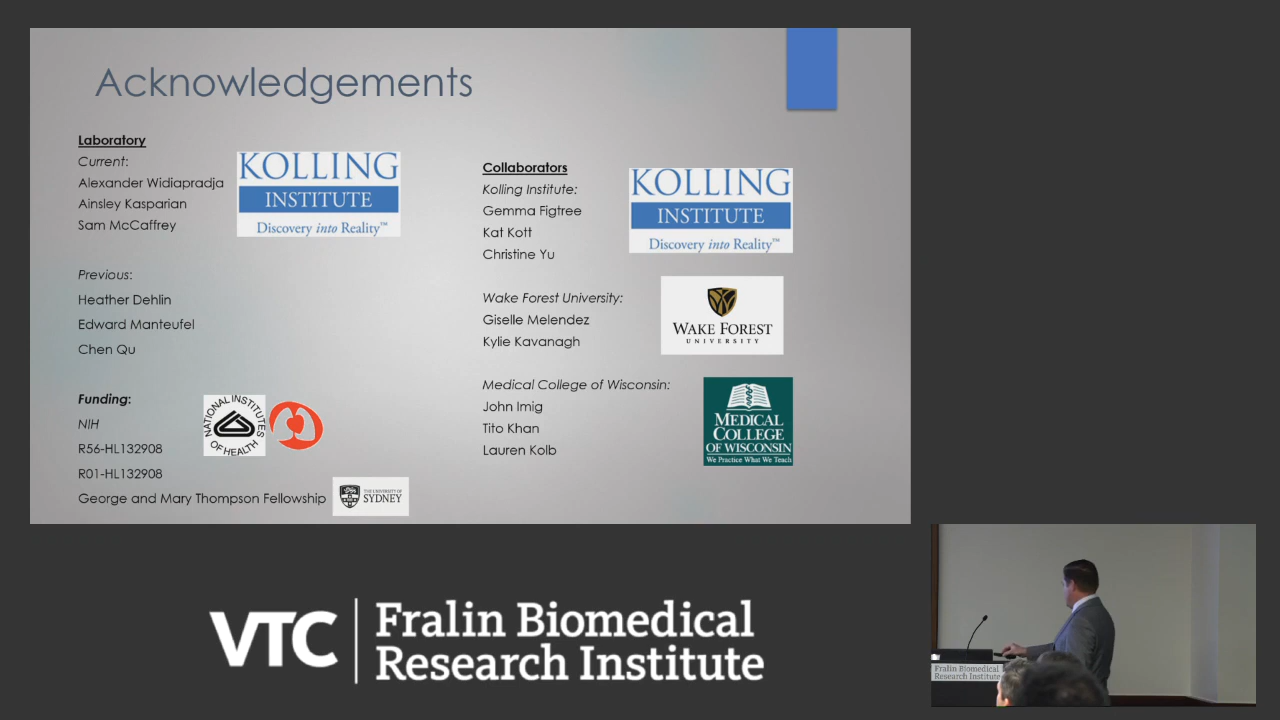 Acknowledgements
Laboratory
Current:
Alexander Widiapradja
Ainsley Kasparian
Sam McCaffrey
KOLLING
INSTITUTE
Discovery into Reality™
Previous:
Heather Dehlin
Edward Manteufel
Chen Qu
Funding:
NIH
R56-HL132908
R01-HL132908
George and Mary Thompson Fellowship
NATIONAL INSTITUTES
OF HEALTH
THE UNIVERSITY OF
SYDNEY
Collaborators
Kolling Institute:
Gemma Figtree
Kat Kott
Christine Yu
KOLLING
INSTITUTE
Discovery into Reality™
Wake Forest University:
Giselle Melendez
Kylie Kavanagh
WAKE FOREST
UNIVERSITY
Medical College of Wisconsin:
John Imig
Tito Khan
Lauren Kolb
MEDICAL
COLLEGE
OF WISCONSIN
We Practice What We Teach
VTC
Fralin Biomedical
Research Institute
Fralin Biomedical
Research Institute